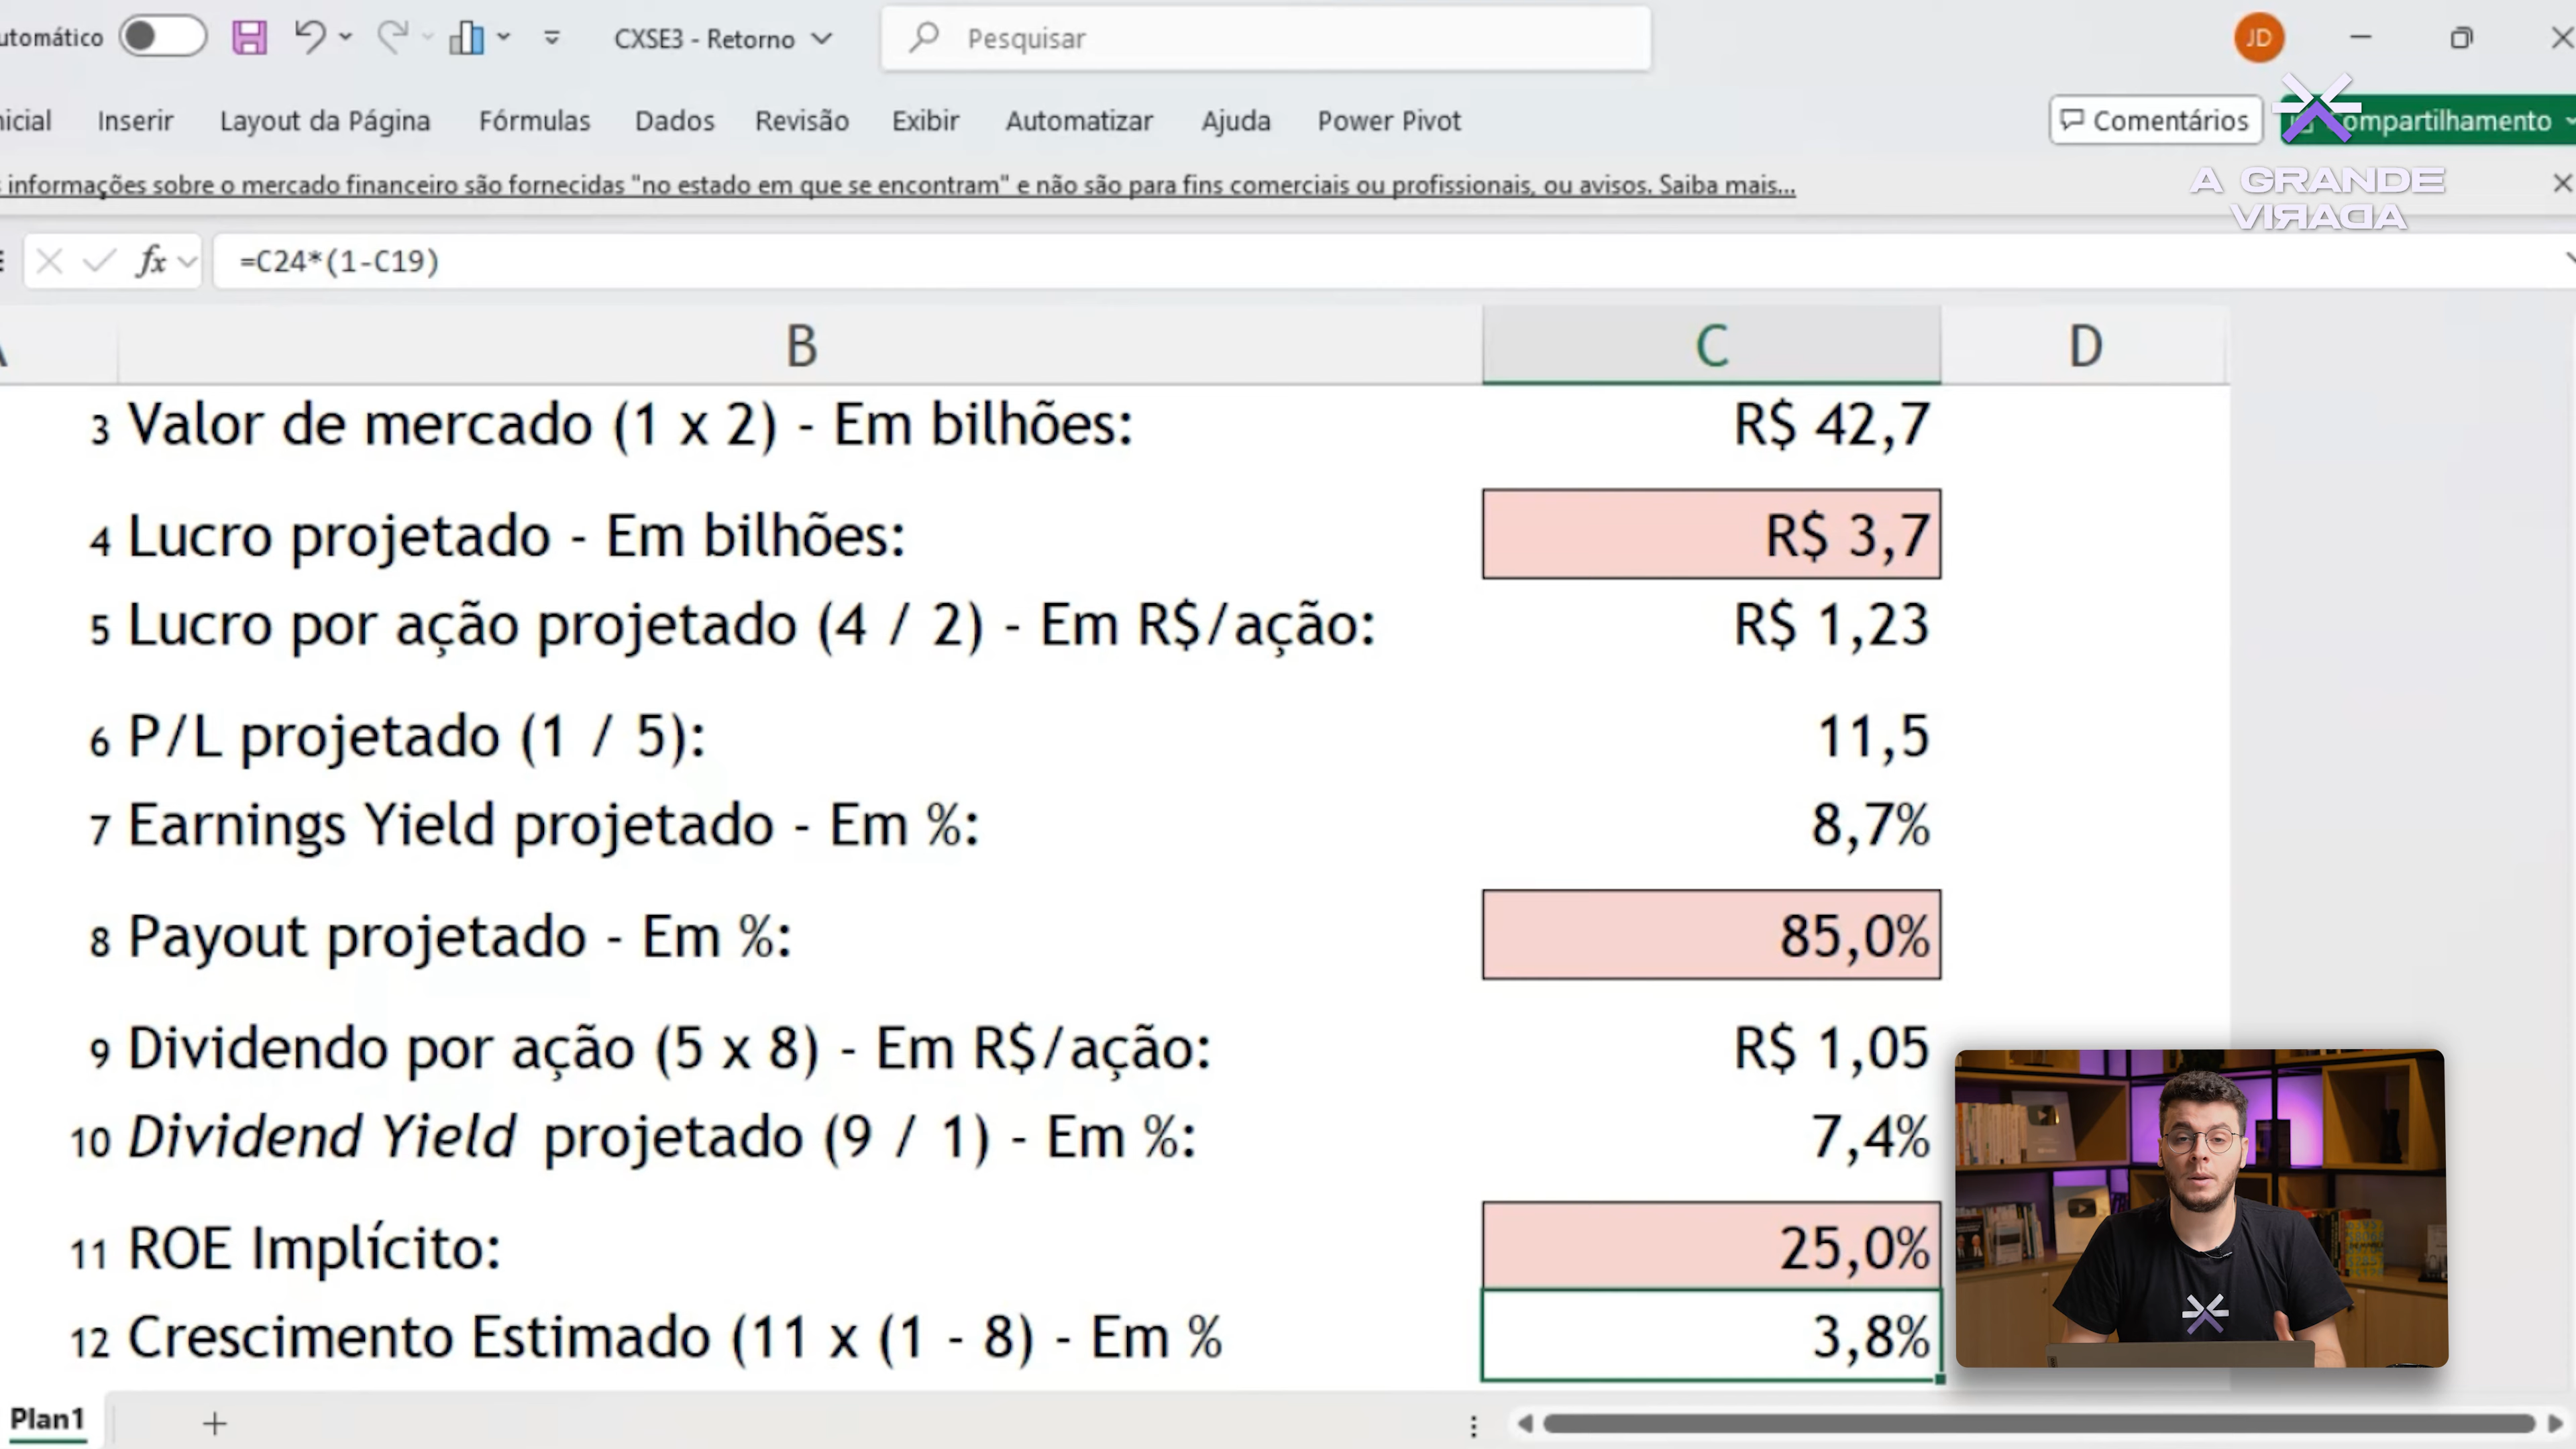 utomático
CXSE3 - Retorno
Pesquisar
JD
nicial
Inserir
Layout da Página
Fórmulas
Dados
Revisão
Exibir
Automatizar
Ajuda
Power Pivot
Comentários
ompartilhamento
s informações sobre o mercado financeiro são fornecidas "no estado em que se encontram" e não são para fins comerciais ou profissionais, ou avisos. Saiba mais...
A GRANDE
VIRADA
fx
=C24*(1-C19)
A B C D
3 Valor de mercado (1 x 2) - Em bilhões: R$ 42,7
4 Lucro projetado - Em bilhões: R$ 3,7
5 Lucro por ação projetado (4 / 2) - Em R$/ação: R$ 1,23
6 P/L projetado (1 / 5): 11,5
7 Earnings Yield projetado - Em %: 8,7%
8 Payout projetado - Em %: 85,0%
9 Dividendo por ação (5 x 8) - Em R$/ação: R$ 1,05
10 Dividend Yield projetado (9 / 1) - Em %: 7,4%
11 ROE Implícito: 25,0%
12 Crescimento Estimado (11 x (1 - 8) - Em % 3,8%
Plan1